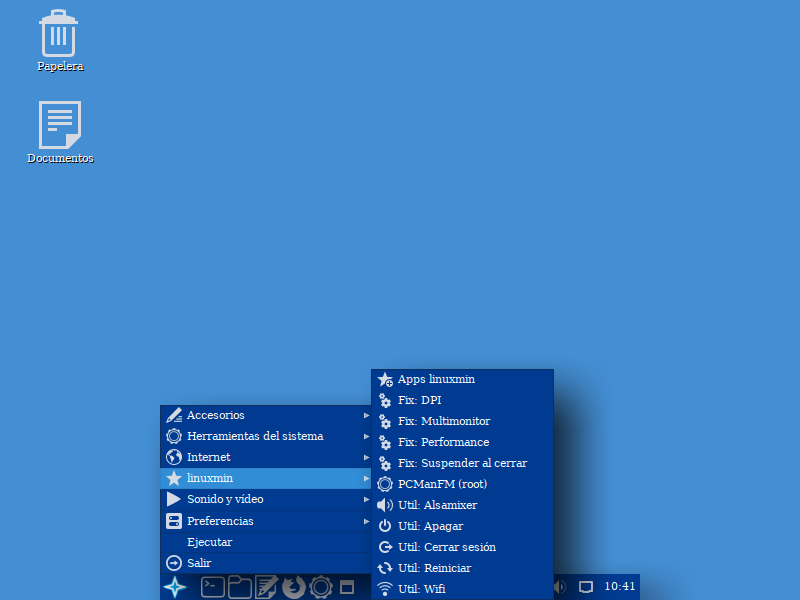 Papelera
Documentos
Accesorios
Herramientas del sistema
Internet
linuxmin
Sonido y vídeo
Preferencias
Ejecutar
Salir
Apps linuxmin
Fix: DPI
Fix: Multimonitor
Fix: Performance
Fix: Suspender al cerrar
PCManFM (root)
Util: Alsamixer
Util: Apagar
Util: Cerrar sesión
Util: Reiniciar
Util: Wifi
10:41